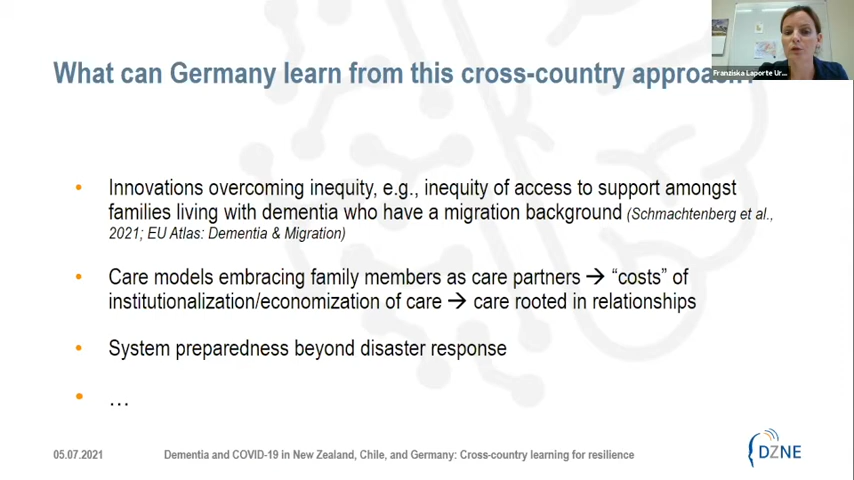 What can Germany learn from this cross-country approach?
Franziska Laporte Ur...
• Innovations overcoming inequity, e.g., inequity of access to support amongst
families living with dementia who have a migration background (Schmachtenberg et al.,
2021; EU Atlas: Dementia & Migration)
• Care models embracing family members as care partners → “costs” of
institutionalization/economization of care → care rooted in relationships
• System preparedness beyond disaster response
• …
05.07.2021
Dementia and COVID-19 in New Zealand, Chile, and Germany: Cross-country learning for resilience
DZNE